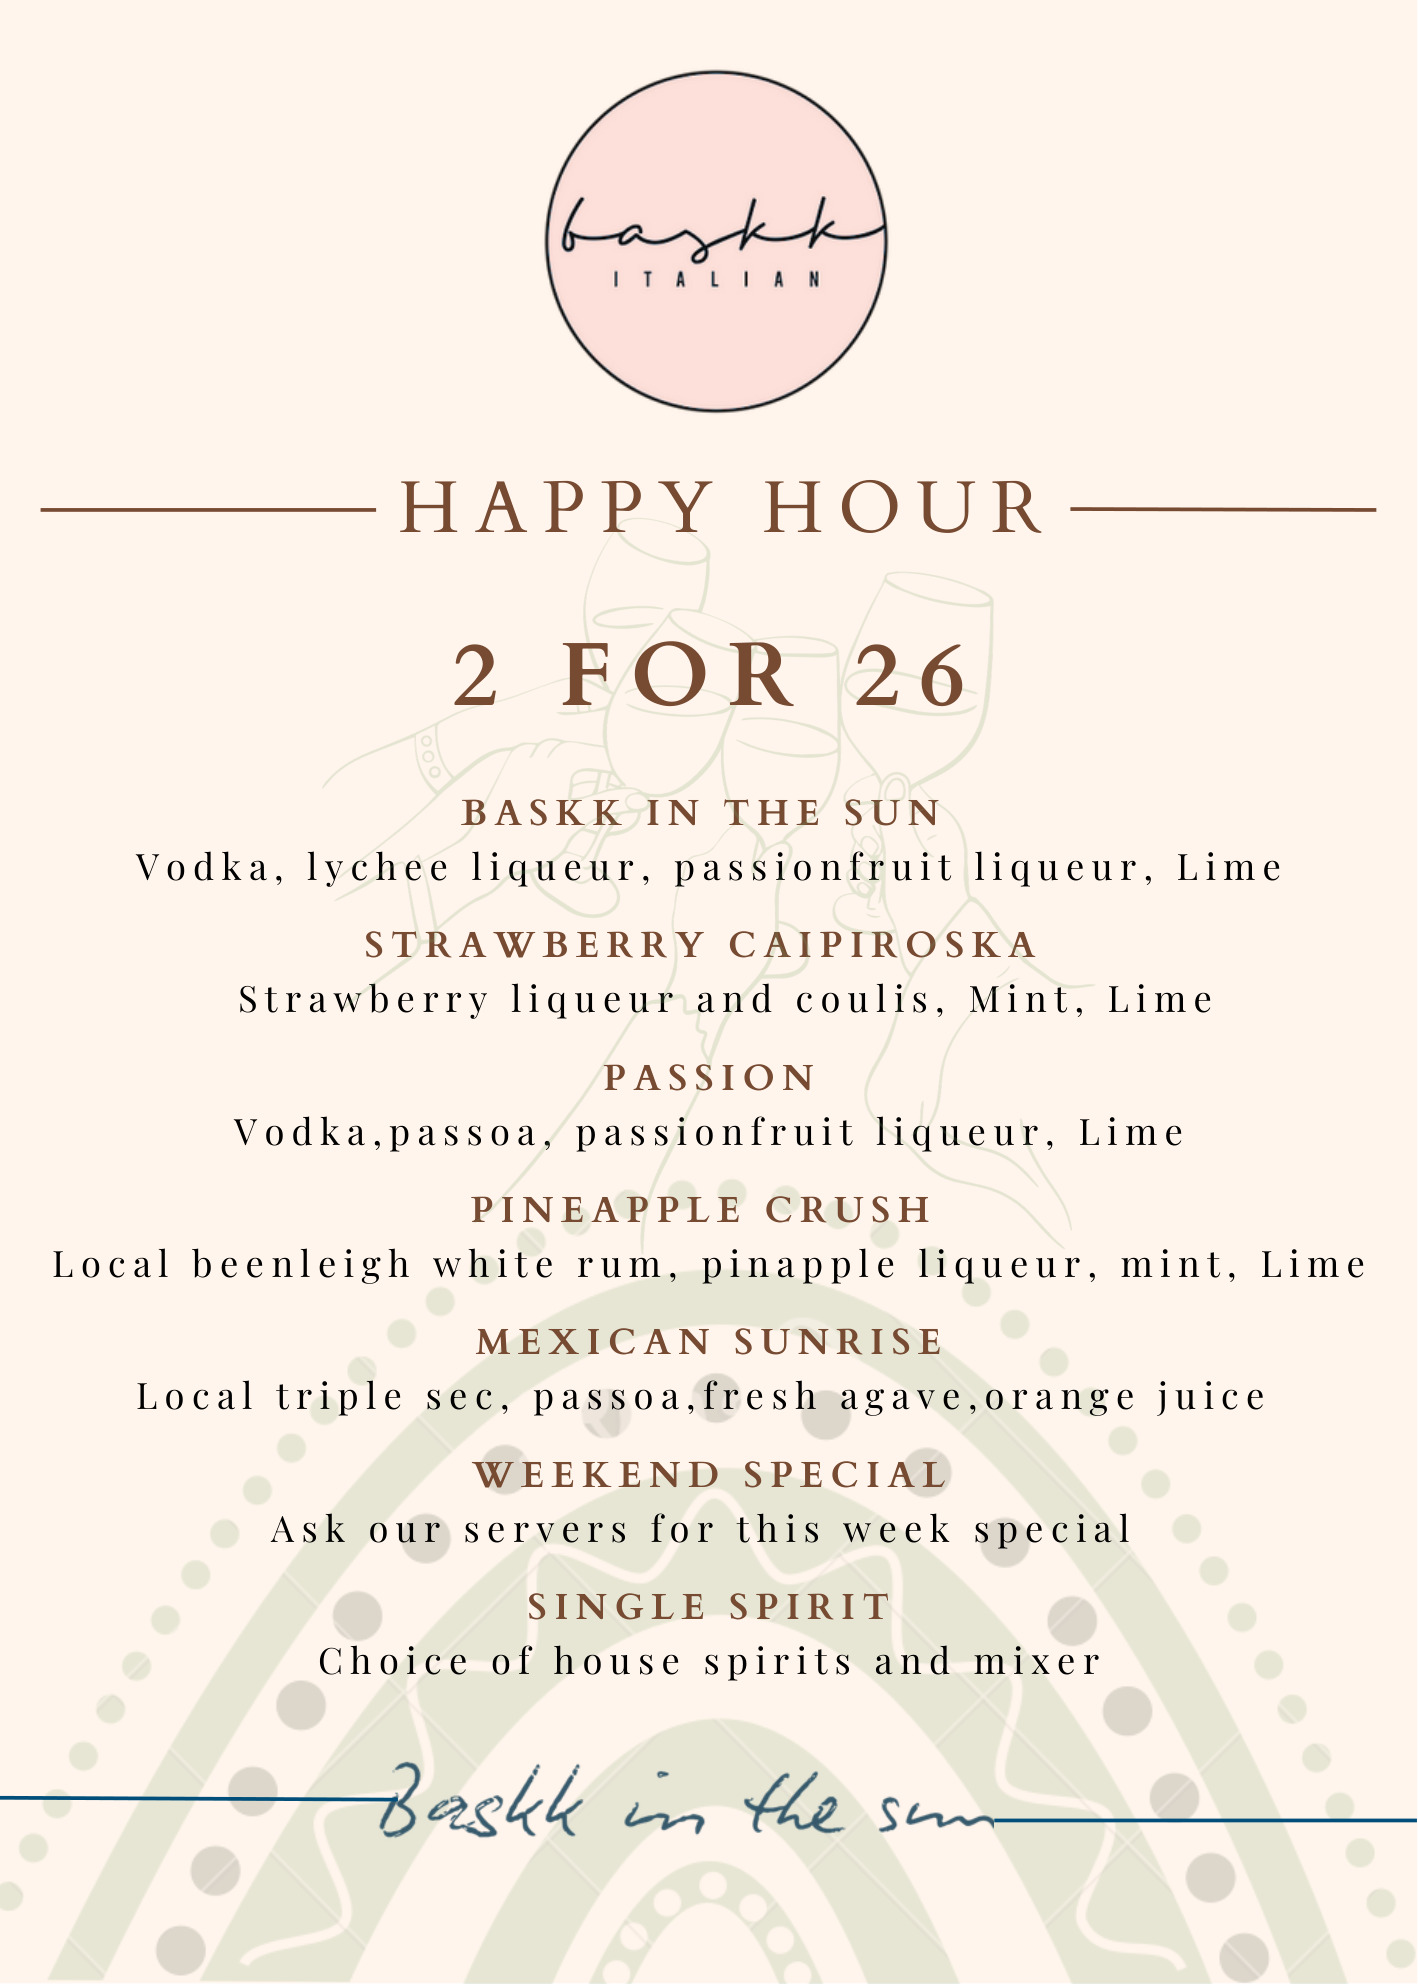 baskk
ITALIAN
HAPPY HOUR
2 FOR 26
BASKK IN THE SUN
Vodka, lychee liqueur, passionfruit liqueur, Lime
STRAWBERRY CAIPIROSKA
Strawberry liqueur and coulis, Mint, Lime
PASSION
Vodka,passoa, passionfruit liqueur, Lime
PINEAPPLE CRUSH
Local beenleigh white rum, pinapple liqueur, mint, Lime
MEXICAN SUNRISE
Local triple sec, passoa,fresh agave,orange juice
WEEKEND SPECIAL
Ask our servers for this week special
SINGLE SPIRIT
Choice of house spirits and mixer
Baskk in the sun